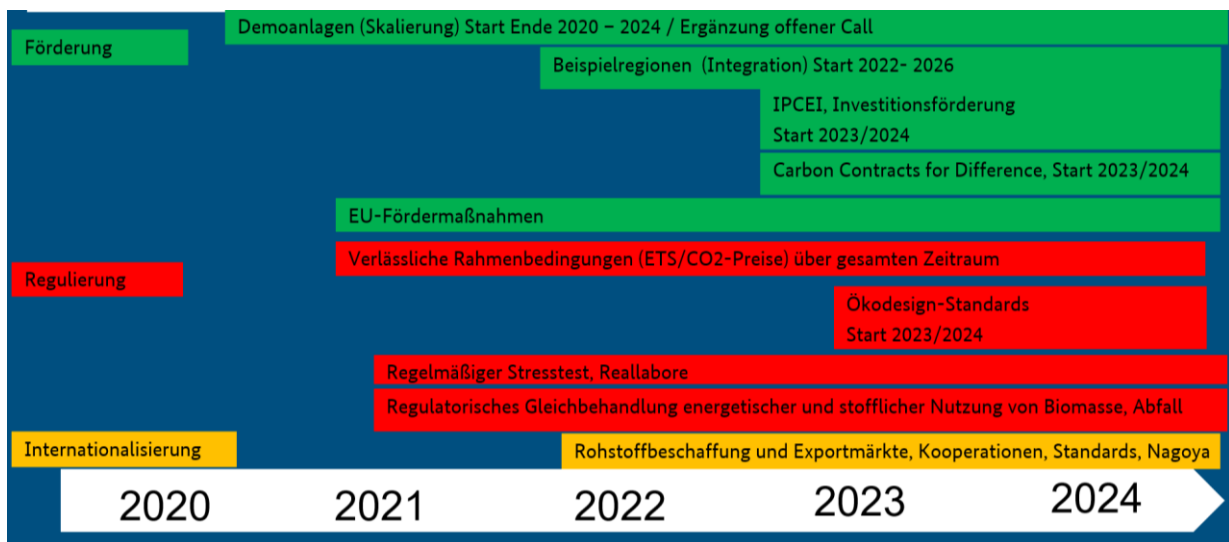 Demoanlagen (Skalierung) Start Ende 2020 – 2024 / Ergänzung offener Call
Förderung
Beispielregionen (Integration) Start 2022- 2026
IPCEI, Investitionsförderung
Start 2023/2024
Carbon Contracts for Difference, Start 2023/2024
EU-Fördermaßnahmen
Verlässliche Rahmenbedingungen (ETS/CO2-Preise) über gesamten Zeitraum
Regulierung
Ökodesign-Standards
Start 2023/2024
Regelmäßiger Stresstest, Reallabore
Regulatorisches Gleichbehandlung energetischer und stofflicher Nutzung von Biomasse, Abfall
Internationalisierung
Rohstoffbeschaffung und Exportmärkte, Kooperationen, Standards, Nagoya
2020 2021 2022 2023 2024